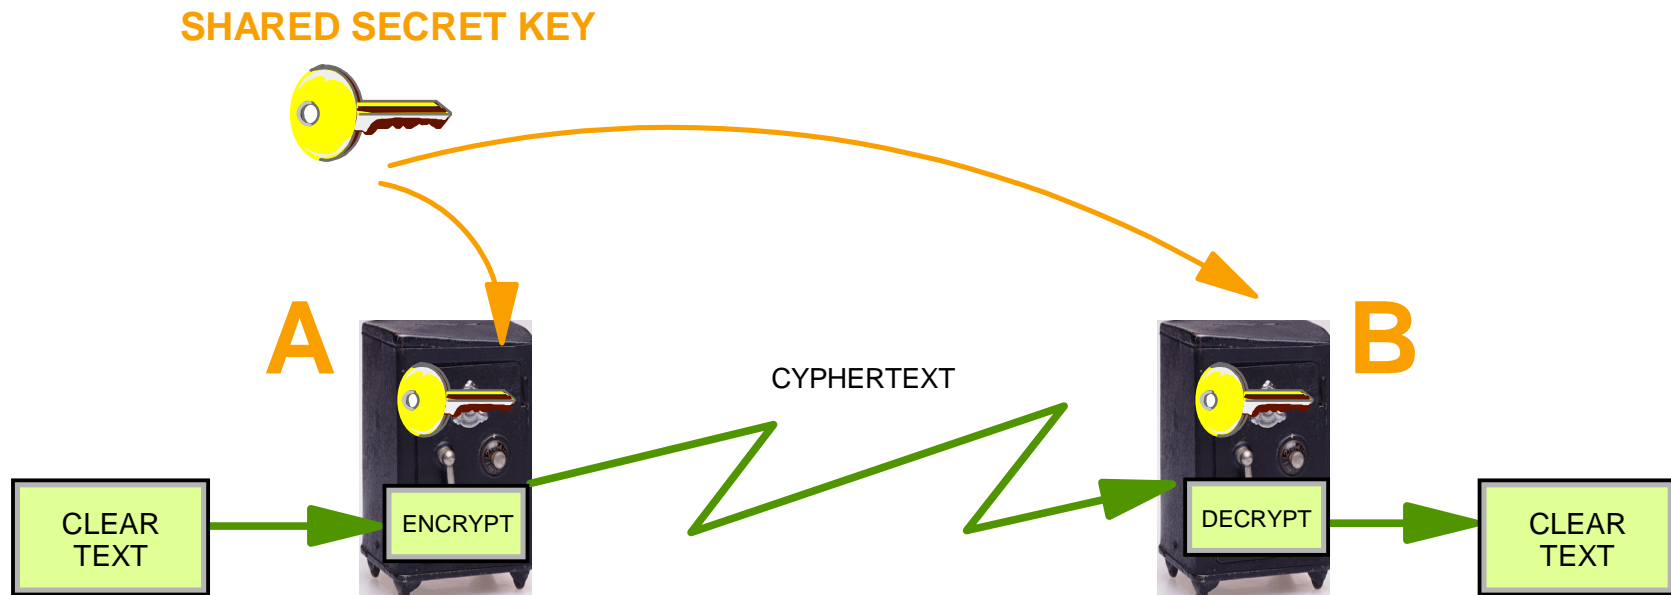 SHARED SECRET KEY
A
B
CYPHERTEXT
CLEAR
TEXT
ENCRYPT
DECRYPT
CLEAR
TEXT